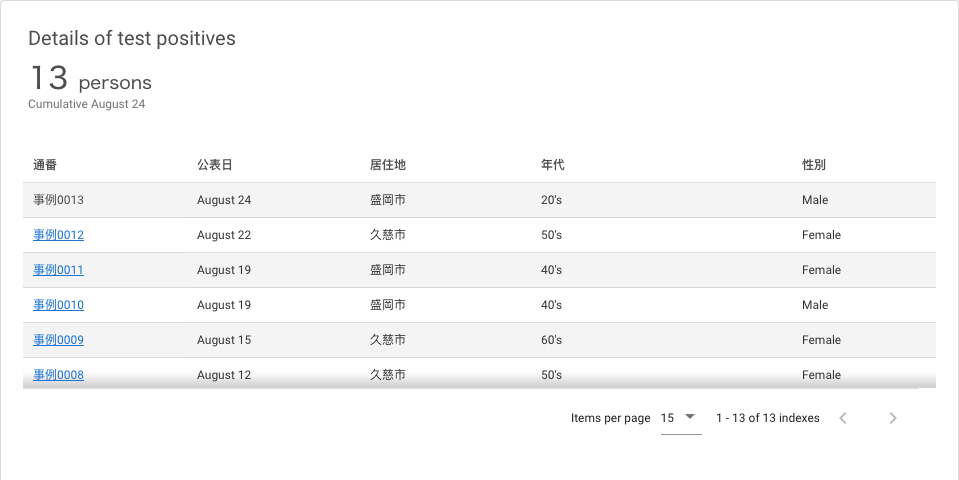 Details of test positives
13 persons
Cumulative August 24
通番 公表日 居住地 年代 性別
事例0013 August 24 盛岡市 20's Male
事例0012 August 22 久慈市 50's Female
事例0011 August 19 盛岡市 40's Female
事例0010 August 19 盛岡市 40's Male
事例0009 August 15 久慈市 60's Female
事例0008 August 12 久慈市 50's Female
Items per page 15 1 - 13 of 13 indexes